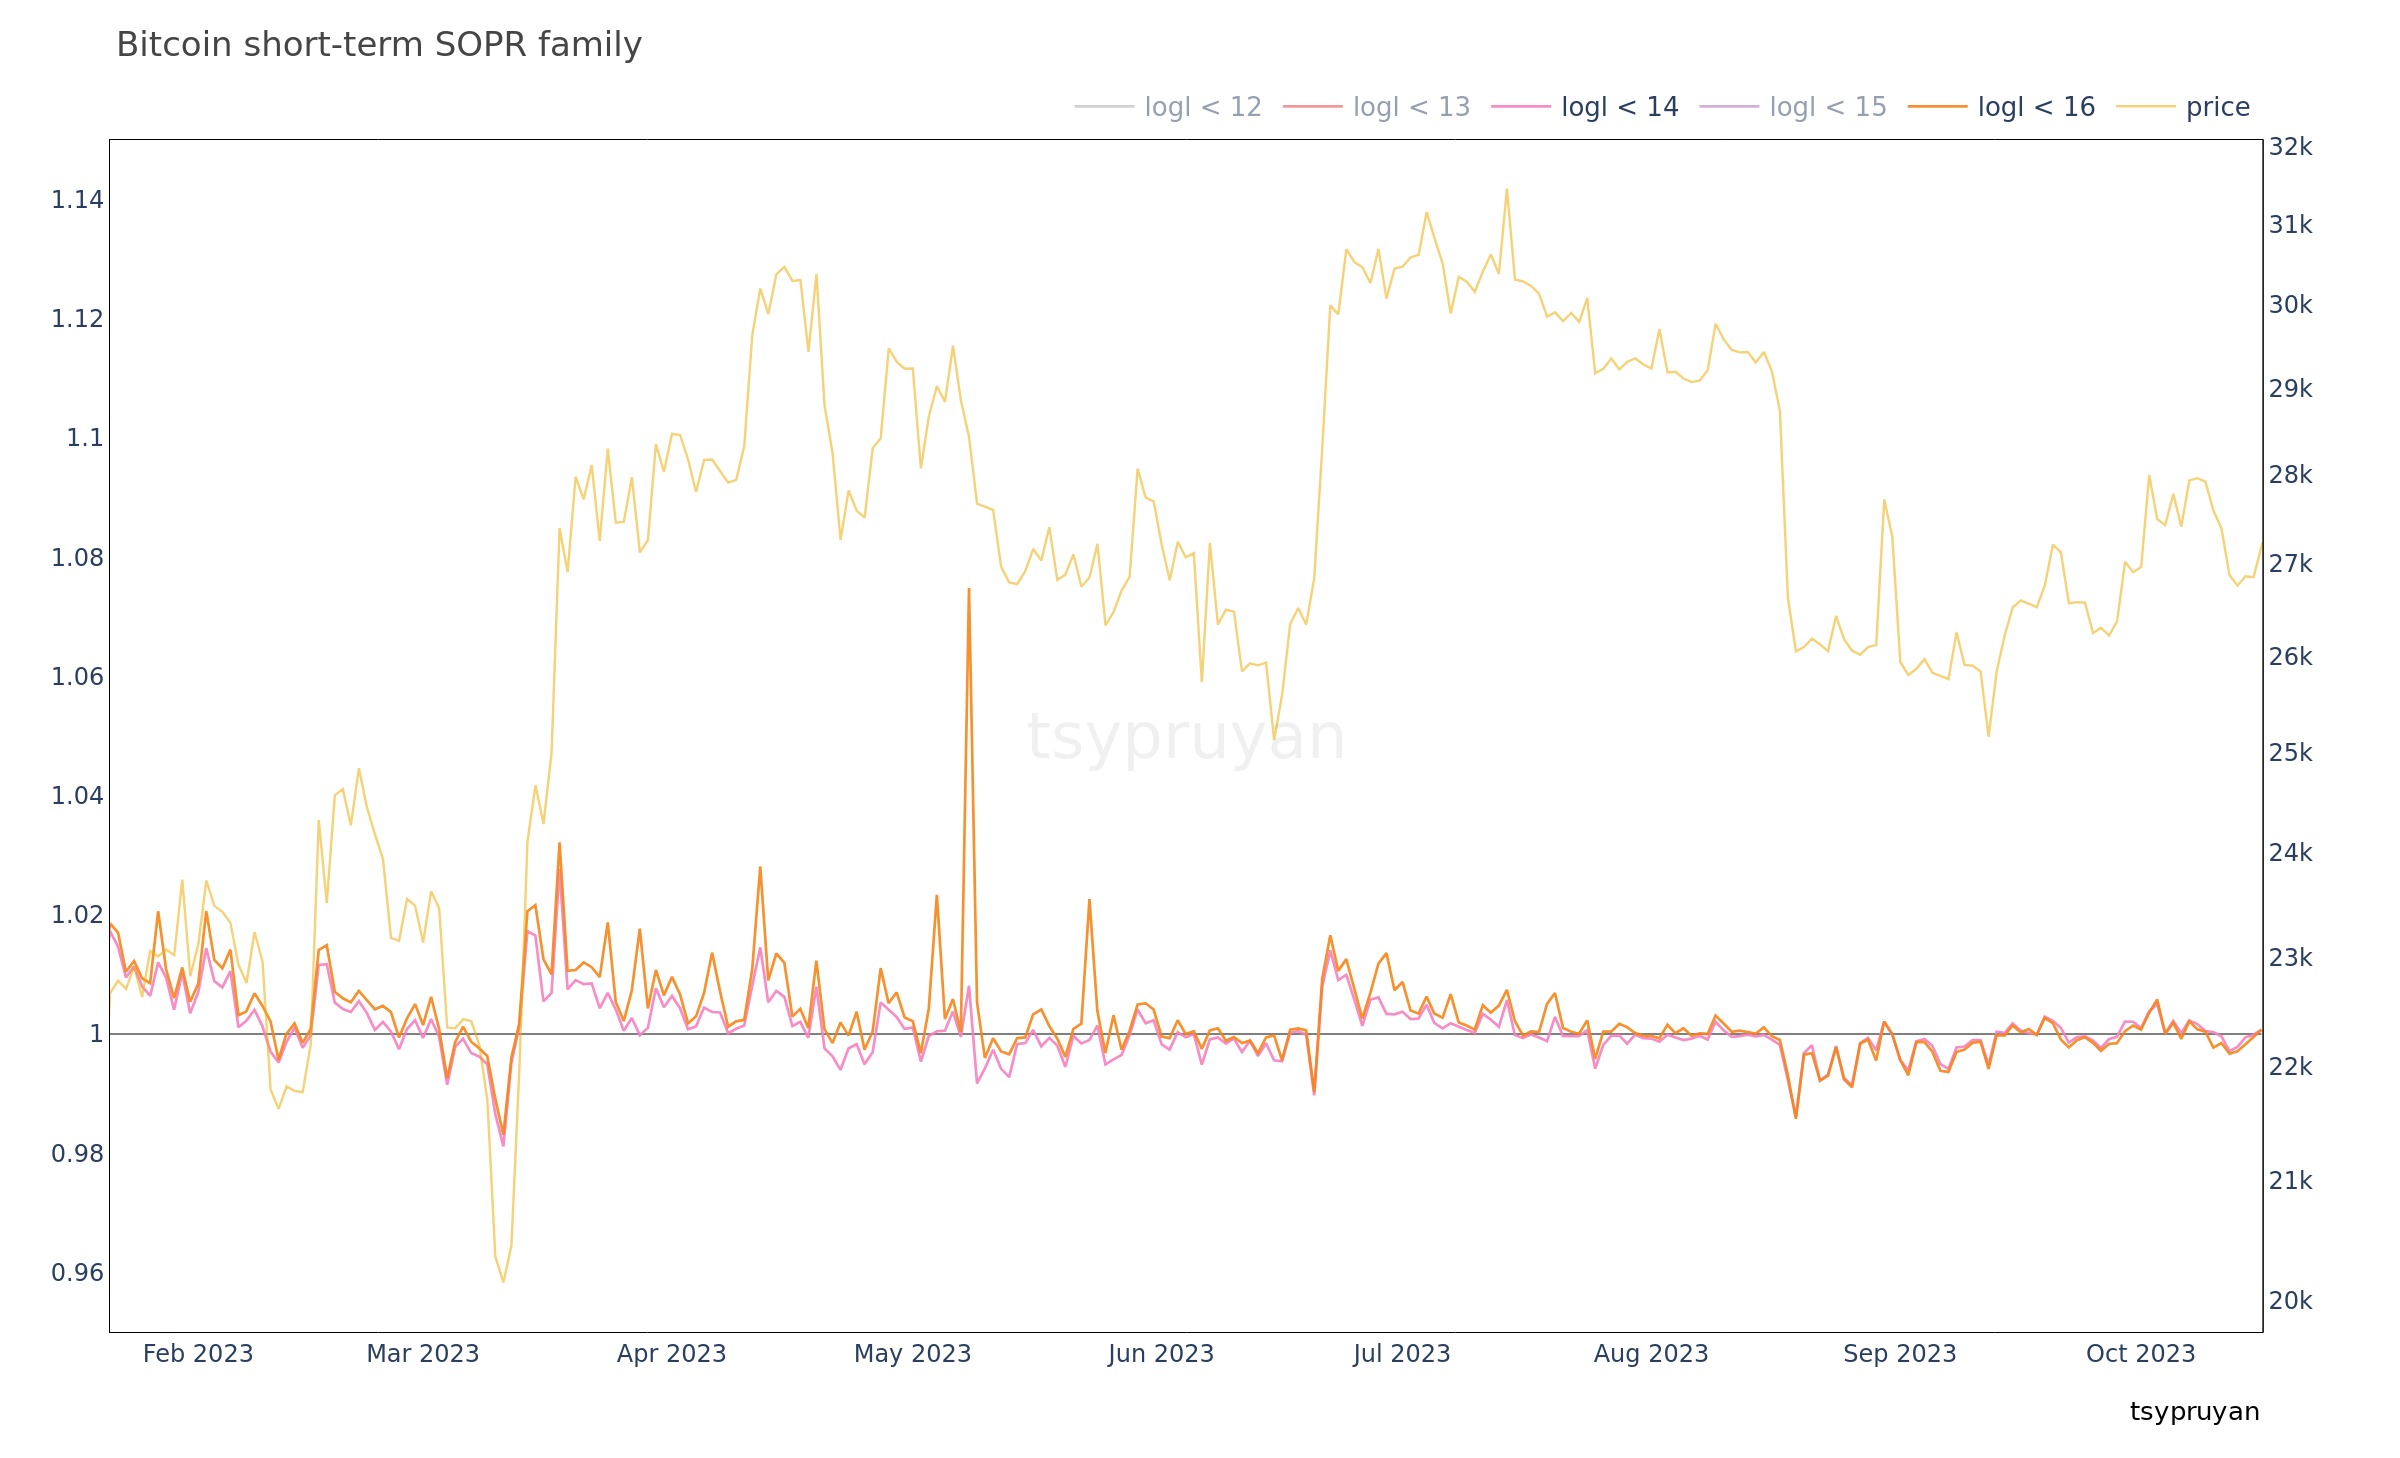 Bitcoin short-term SOPR family
logl < 12 logl < 13 logl < 14 logl < 15 logl < 16 price
1.14
1.12
1.1
1.08
1.06
1.04
1.02
1
0.98
0.96
32k
31k
30k
29k
28k
27k
26k
25k
24k
23k
22k
21k
20k
tsypruyan
Feb 2023 Mar 2023 Apr 2023 May 2023 Jun 2023 Jul 2023 Aug 2023 Sep 2023 Oct 2023
tsypruyan